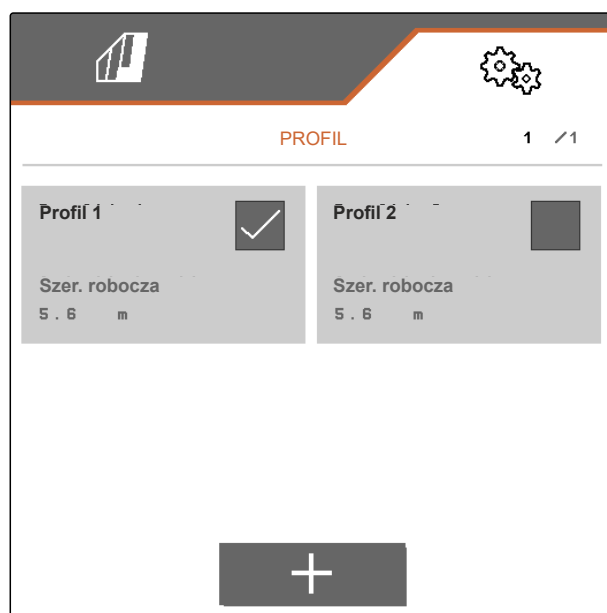 PROFIL 1 /1
Profil 1 Profil 2
Szer. robocza Szer. robocza
5.6 m 5.6 m